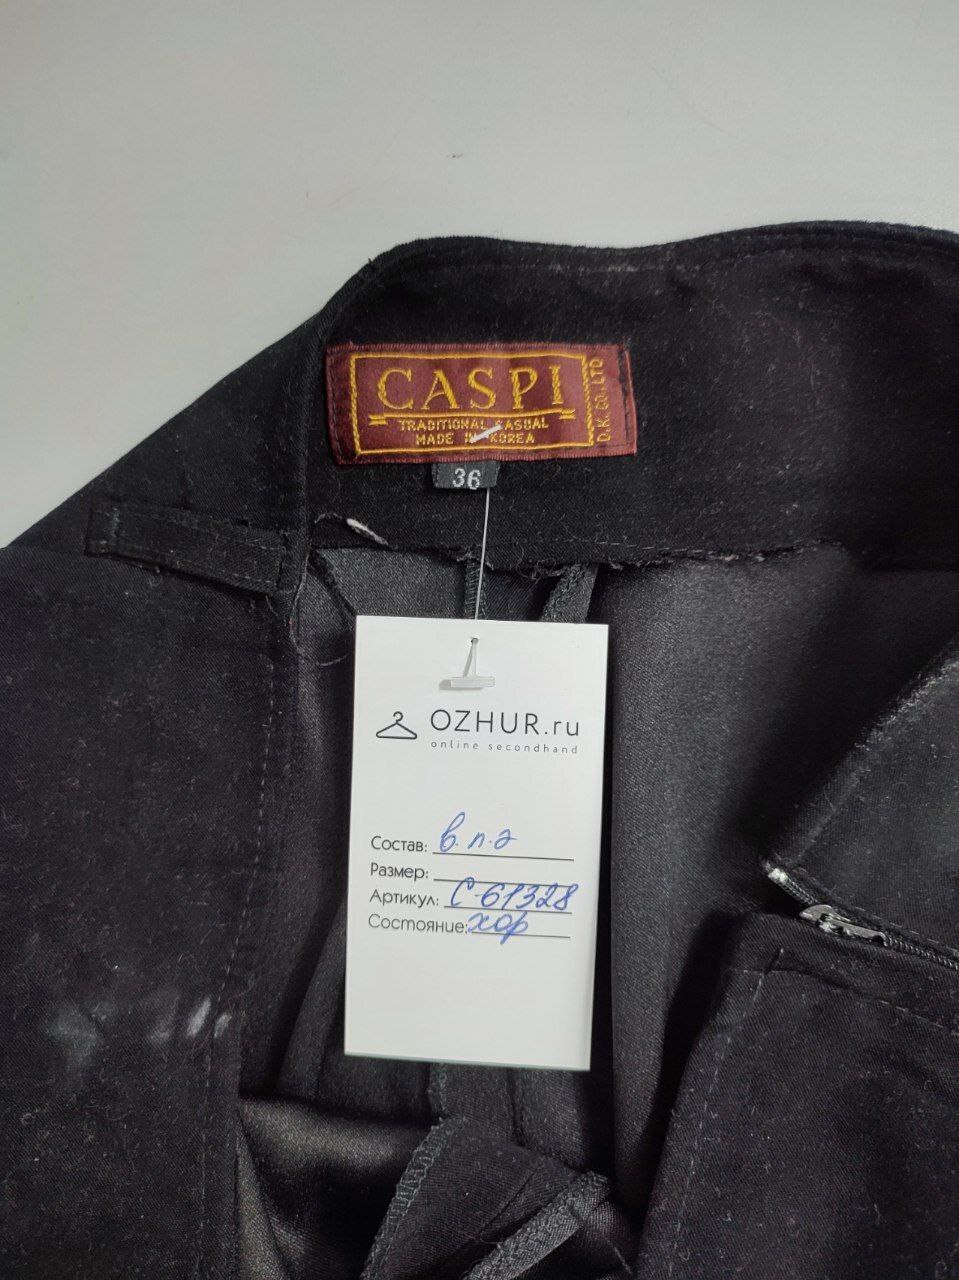 CASPI
TRADITIONAL CASUAL
MADE IN KOREA
D.K. CO. LTD
36
OZHUR.ru
online secondhand
Состав: в.п.э
Размер:
Артикул: С-61328
Состояние: хор